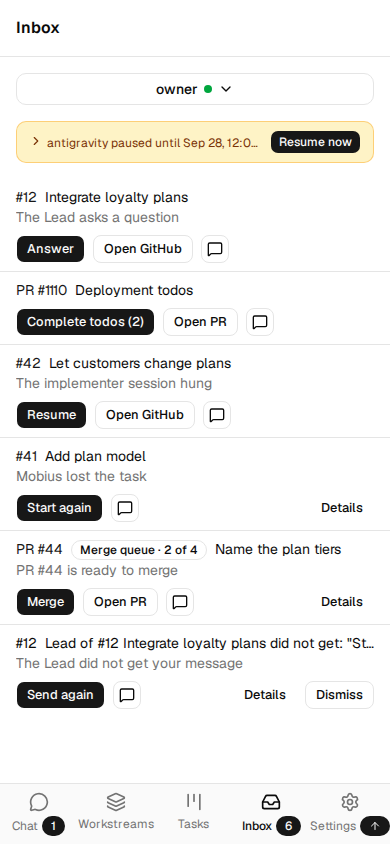 Inbox
owner
antigravity paused until Sep 28, 12:0... Resume now
#12 Integrate loyalty plans
The Lead asks a question
Answer Open GitHub
PR #1110 Deployment todos
Complete todos (2) Open PR
#42 Let customers change plans
The implementer session hung
Resume Open GitHub
#41 Add plan model
Mobius lost the task
Start again Details
PR #44 Merge queue · 2 of 4 Name the plan tiers
PR #44 is ready to merge
Merge Open PR Details
#12 Lead of #12 Integrate loyalty plans did not get: "St...
The Lead did not get your message
Send again Details Dismiss
Chat 1 Workstreams Tasks Inbox 6 Settings